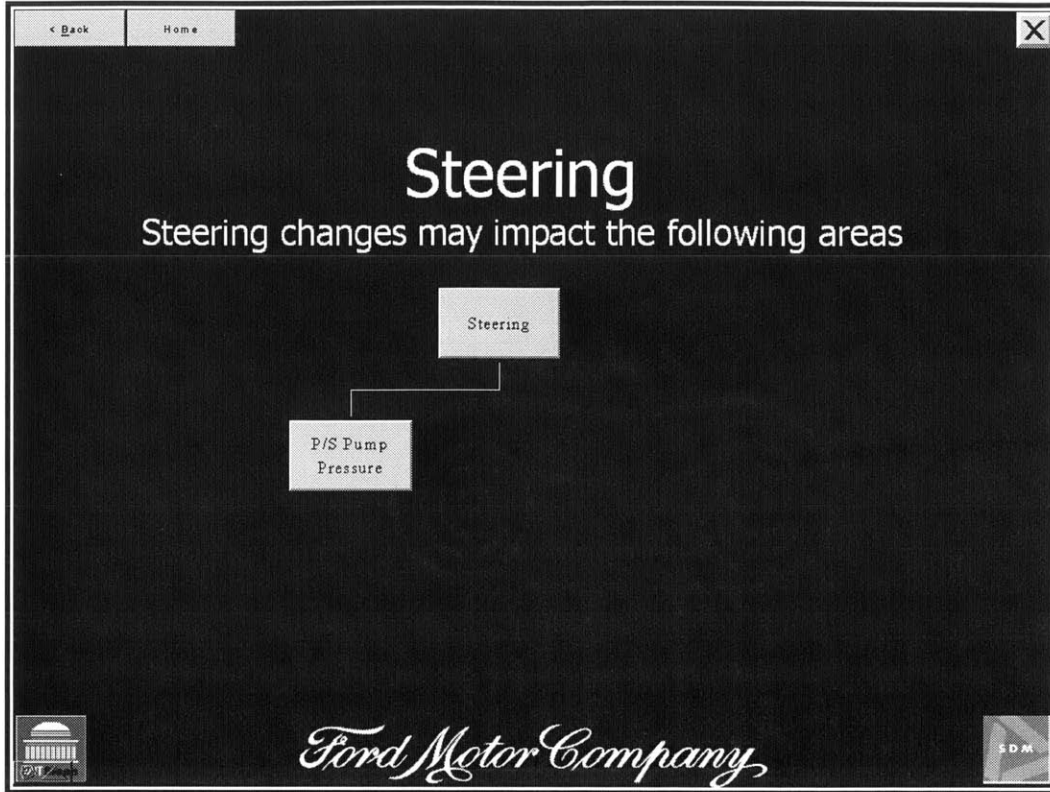 < Back
Home
X
Steering
Steering changes may impact the following areas
Steering
P/S Pump
Pressure
Ford Motor Company
SDM